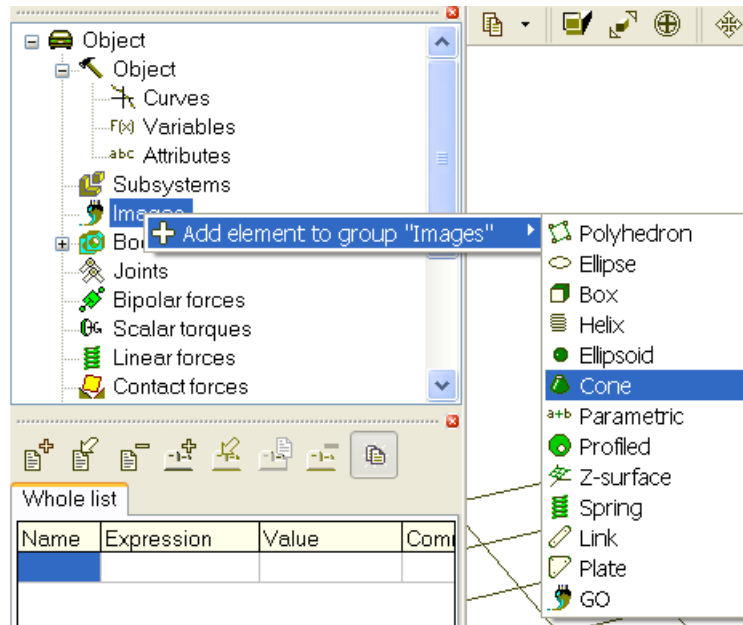 Object
Object
Curves
F(x) Variables
abc Attributes
Subsystems
Images
Add element to group "Images"
Joints
Bipolar forces
Scalar torques
Linear forces
Contact forces
Polyhedron
Ellipse
Box
Helix
Ellipsoid
Cone
a+b Parametric
Profiled
Z-surface
Spring
Link
Plate
GO
Whole list
Name Expression Value